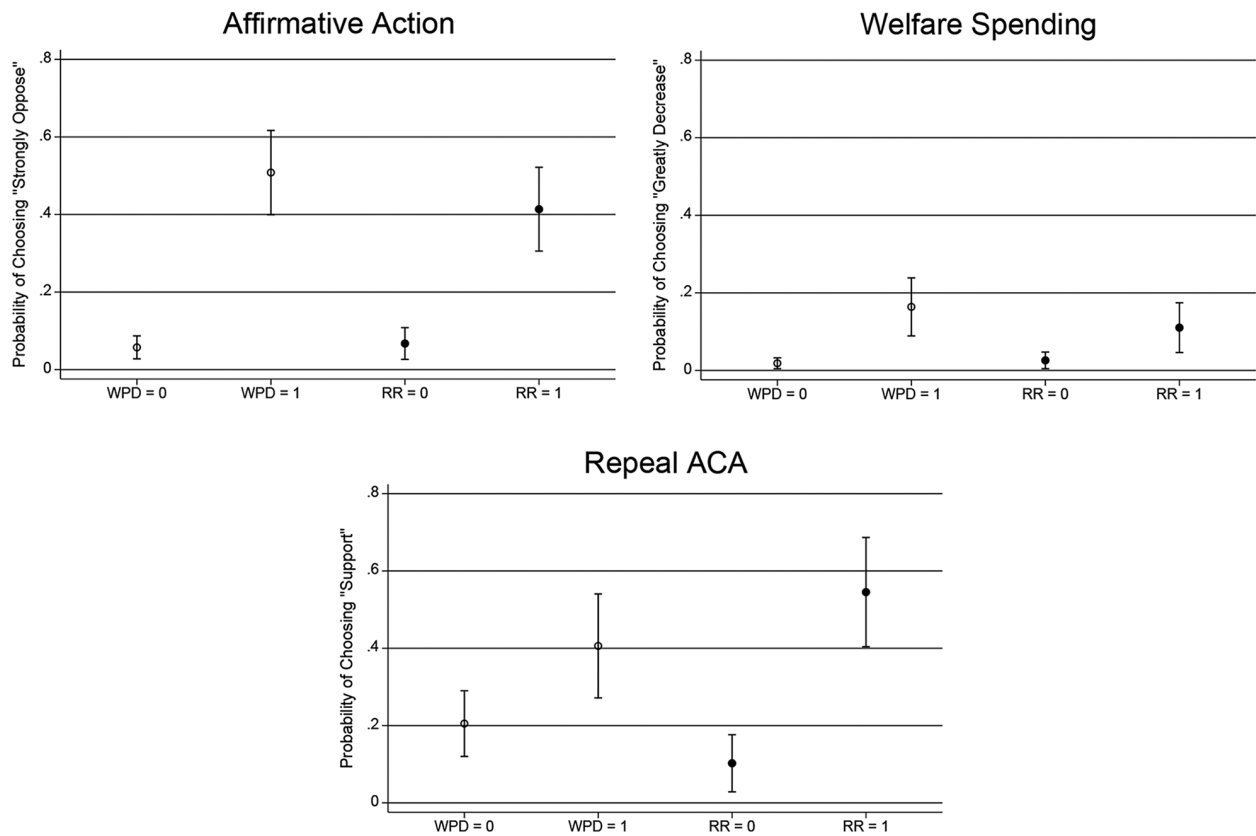 Affirmative Action
Probability of Choosing "Strongly Oppose"
.8
.6
.4
.2
0
WPD = 0 WPD = 1 RR = 0 RR = 1
Welfare Spending
Probability of Choosing "Greatly Decrease"
.8
.6
.4
.2
0
WPD = 0 WPD = 1 RR = 0 RR = 1
Repeal ACA
Probability of Choosing "Support"
.8
.6
.4
.2
0
WPD = 0 WPD = 1 RR = 0 RR = 1